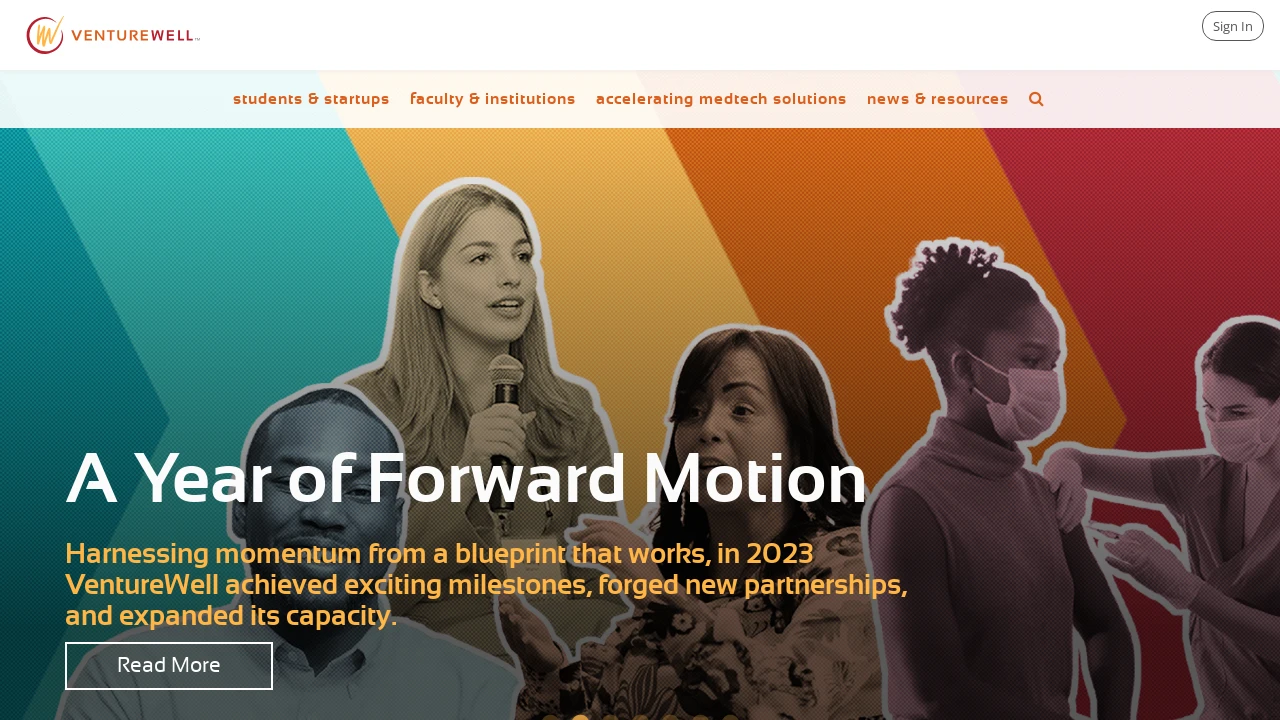 VENTUREWELL
Sign In
students & startups
faculty & institutions
accelerating medtech solutions
news & resources
A Year of Forward Motion
Harnessing momentum from a blueprint that works, in 2023
VentureWell achieved exciting milestones, forged new partnerships,
and expanded its capacity.
Read More